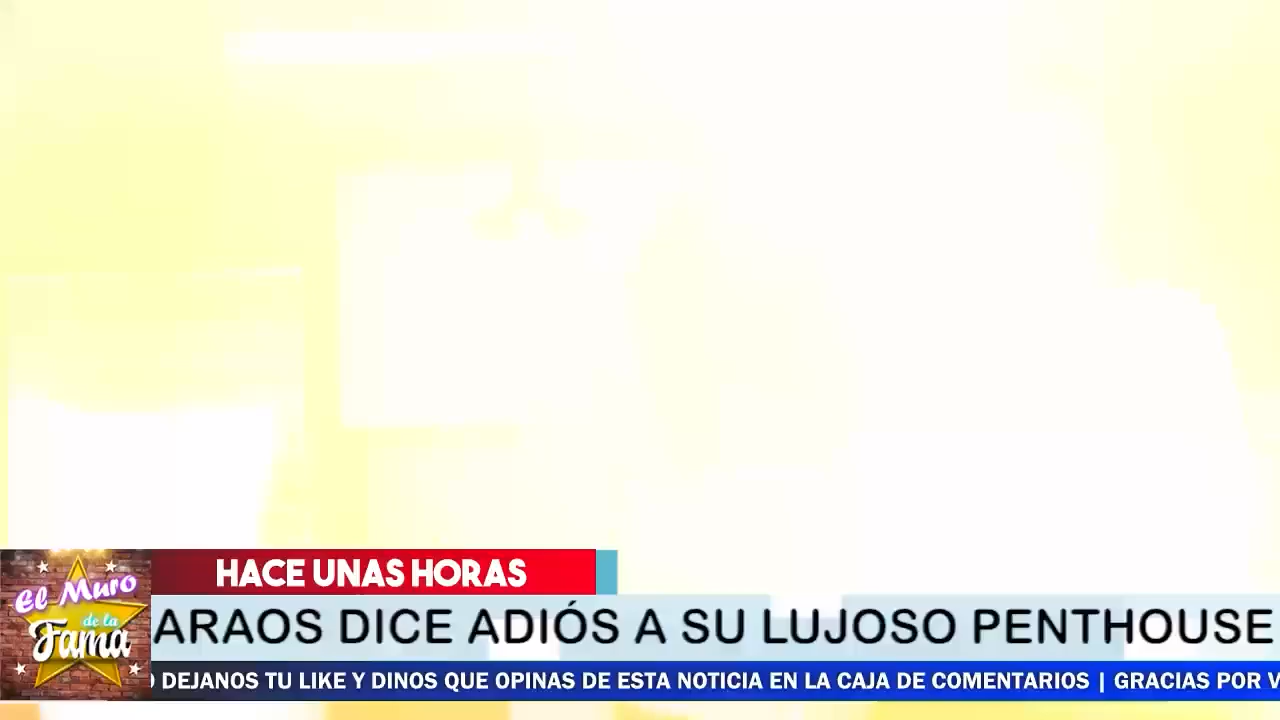 HACE UNAS HORAS
El Muro
de la
Fama
ARAOS DICE ADIÓS A SU LUJOSO PENTHOUSE
DEJANOS TU LIKE Y DINOS QUE OPINAS DE ESTA NOTICIA EN LA CAJA DE COMENTARIOS | GRACIAS POR V